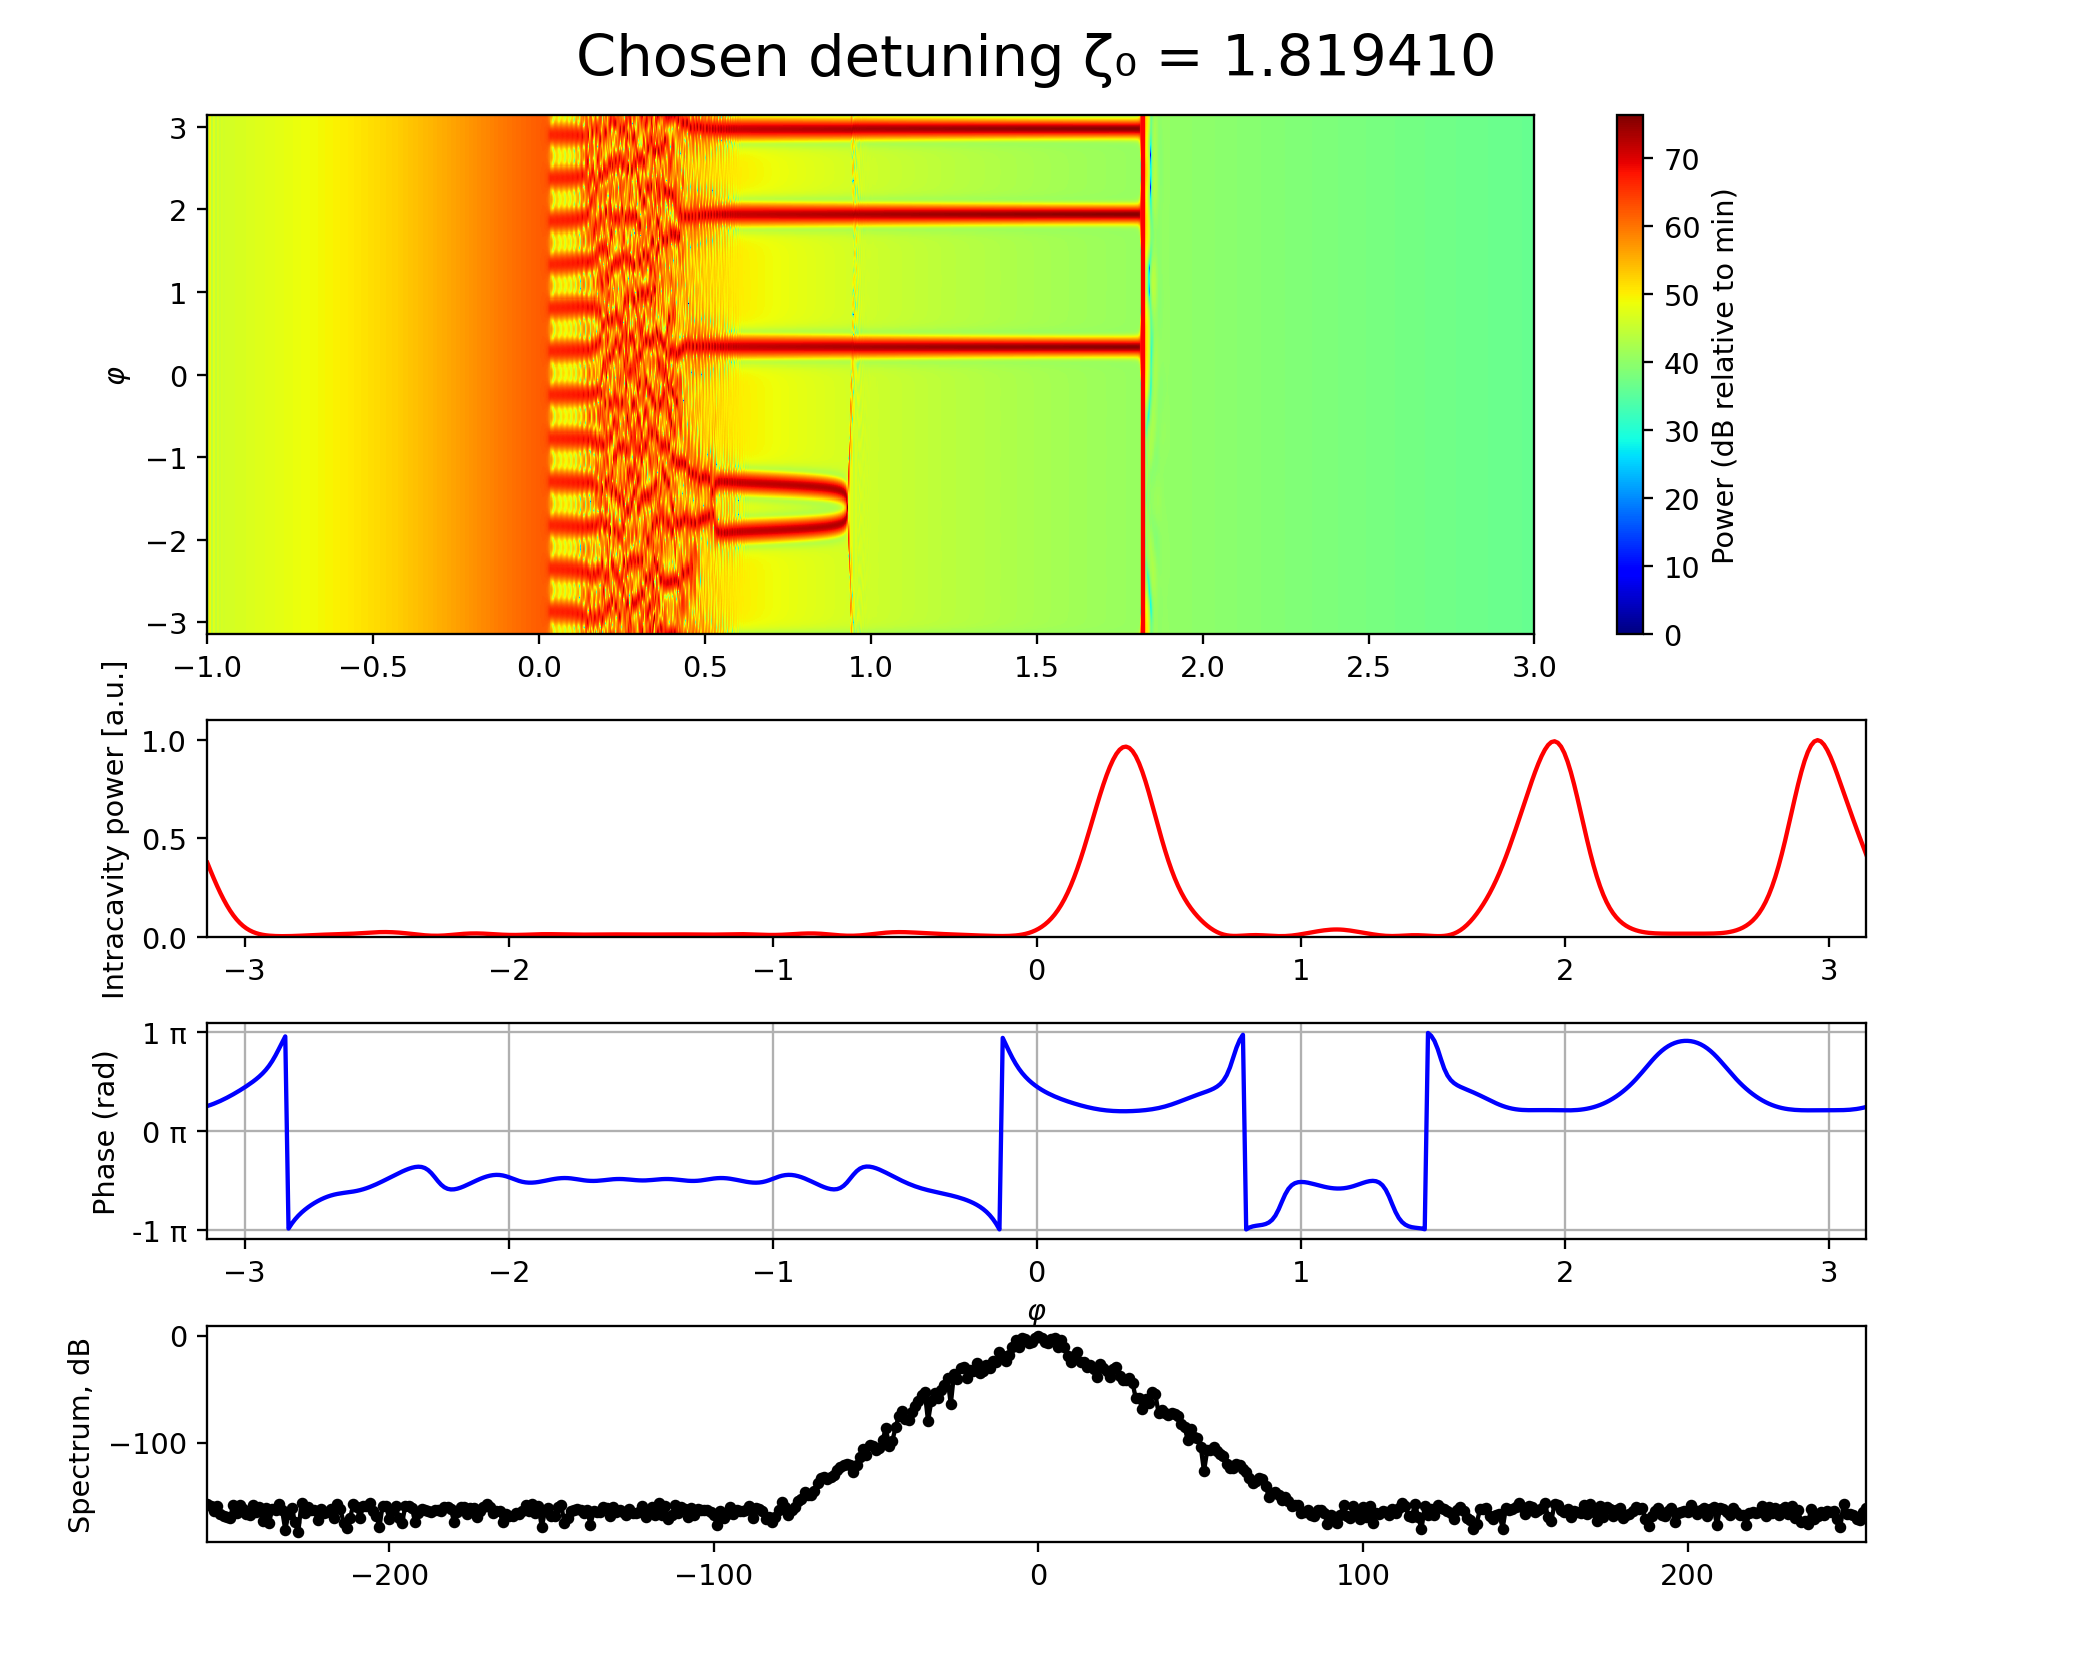 Chosen detuning ζ₀ = 1.819410
3
2
1
0
−1
−2
−3
φ
−1.0 −0.5 0.0 0.5 1.0 1.5 2.0 2.5 3.0
70
60
50
40
30
20
10
0
Power (dB relative to min)
Intracavity power [a.u.]
1.0
0.5
0.0
−3 −2 −1 0 1 2 3
Phase (rad)
1 π
0 π
-1 π
−3 −2 −1 0 1 2 3
φ
Spectrum, dB
0
−100
−200 −100 0 100 200